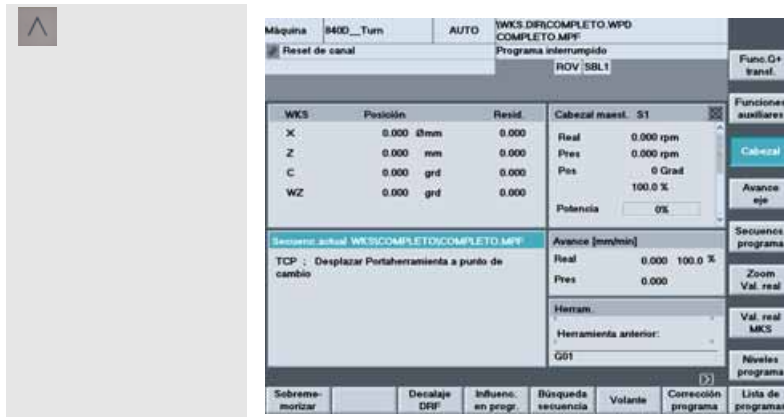 Máquina 840D__Turn AUTO \WKS.DIR\COMPLETO.WPD
COMPLETO.MPF
Reset de canal Programa interrumpido
ROV SBL1
Func.G+
transf.
Funciones
auxiliares
Cabezal
Avance
eje
Secuencs
programa
Zoom
Val. real
Val. real
MKS
Niveles
programa
WKS Posición Resid.
X 0.000 Ømm 0.000
Z 0.000 mm 0.000
C 0.000 grd 0.000
WZ 0.000 grd 0.000
Cabezal maest. S1
Real 0.000 rpm
Pres 0.000 rpm
Pos 0 Grad
100.0 %
Potencia 0%
Secuenc.actual WKS\COMPLETO\COMPLETO.MPF
TCP : Desplazar Portaherramienta a punto de
cambio
Avance [mm/min]
Real 0.000 100.0 %
Pres 0.000
Herram.
Herramienta anterior:
G01
Sobreme-
morizar
Decalaje
DRF
Influenc.
en progr.
Búsqueda
secuencia
Volante
Corrección
programa
Lista de
programas